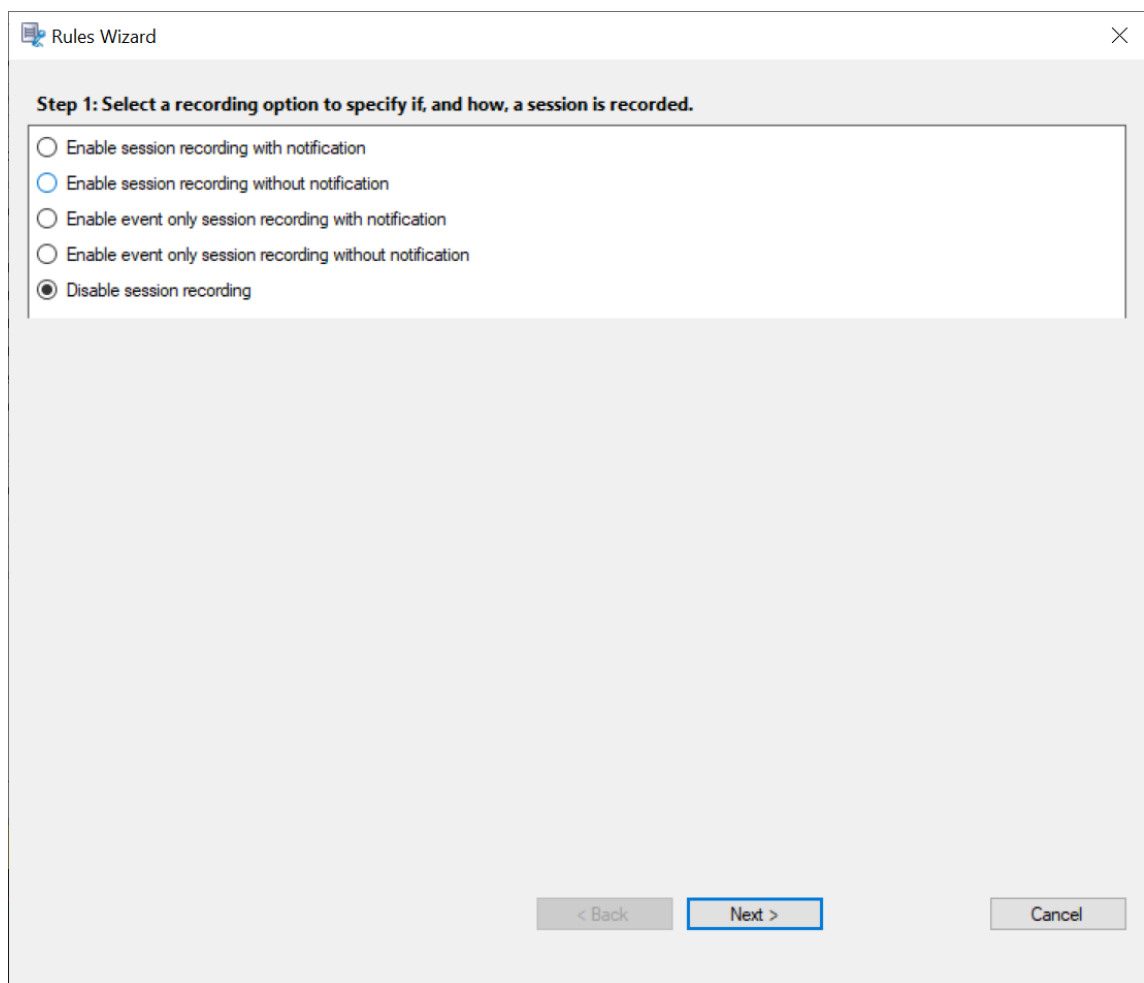 Rules Wizard
Step 1: Select a recording option to specify if, and how, a session is recorded.
Enable session recording with notification
Enable session recording without notification
Enable event only session recording with notification
Enable event only session recording without notification
Disable session recording
< Back
Next >
Cancel